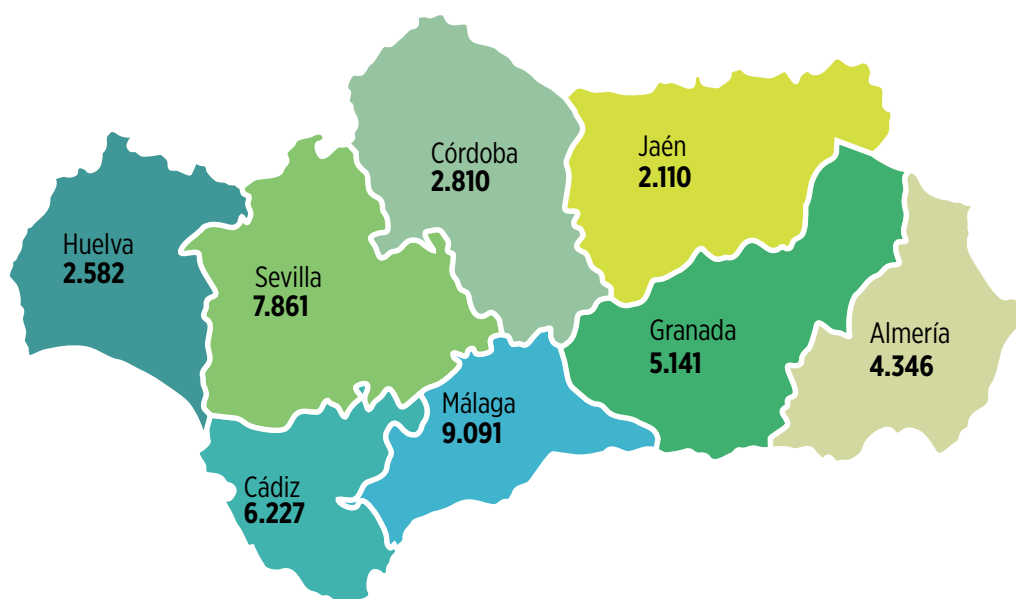 Córdoba
2.810
Jaén
2.110
Huelva
2.582
Sevilla
7.861
Granada
5.141
Almería
4.346
Málaga
9.091
Cádiz
6.227